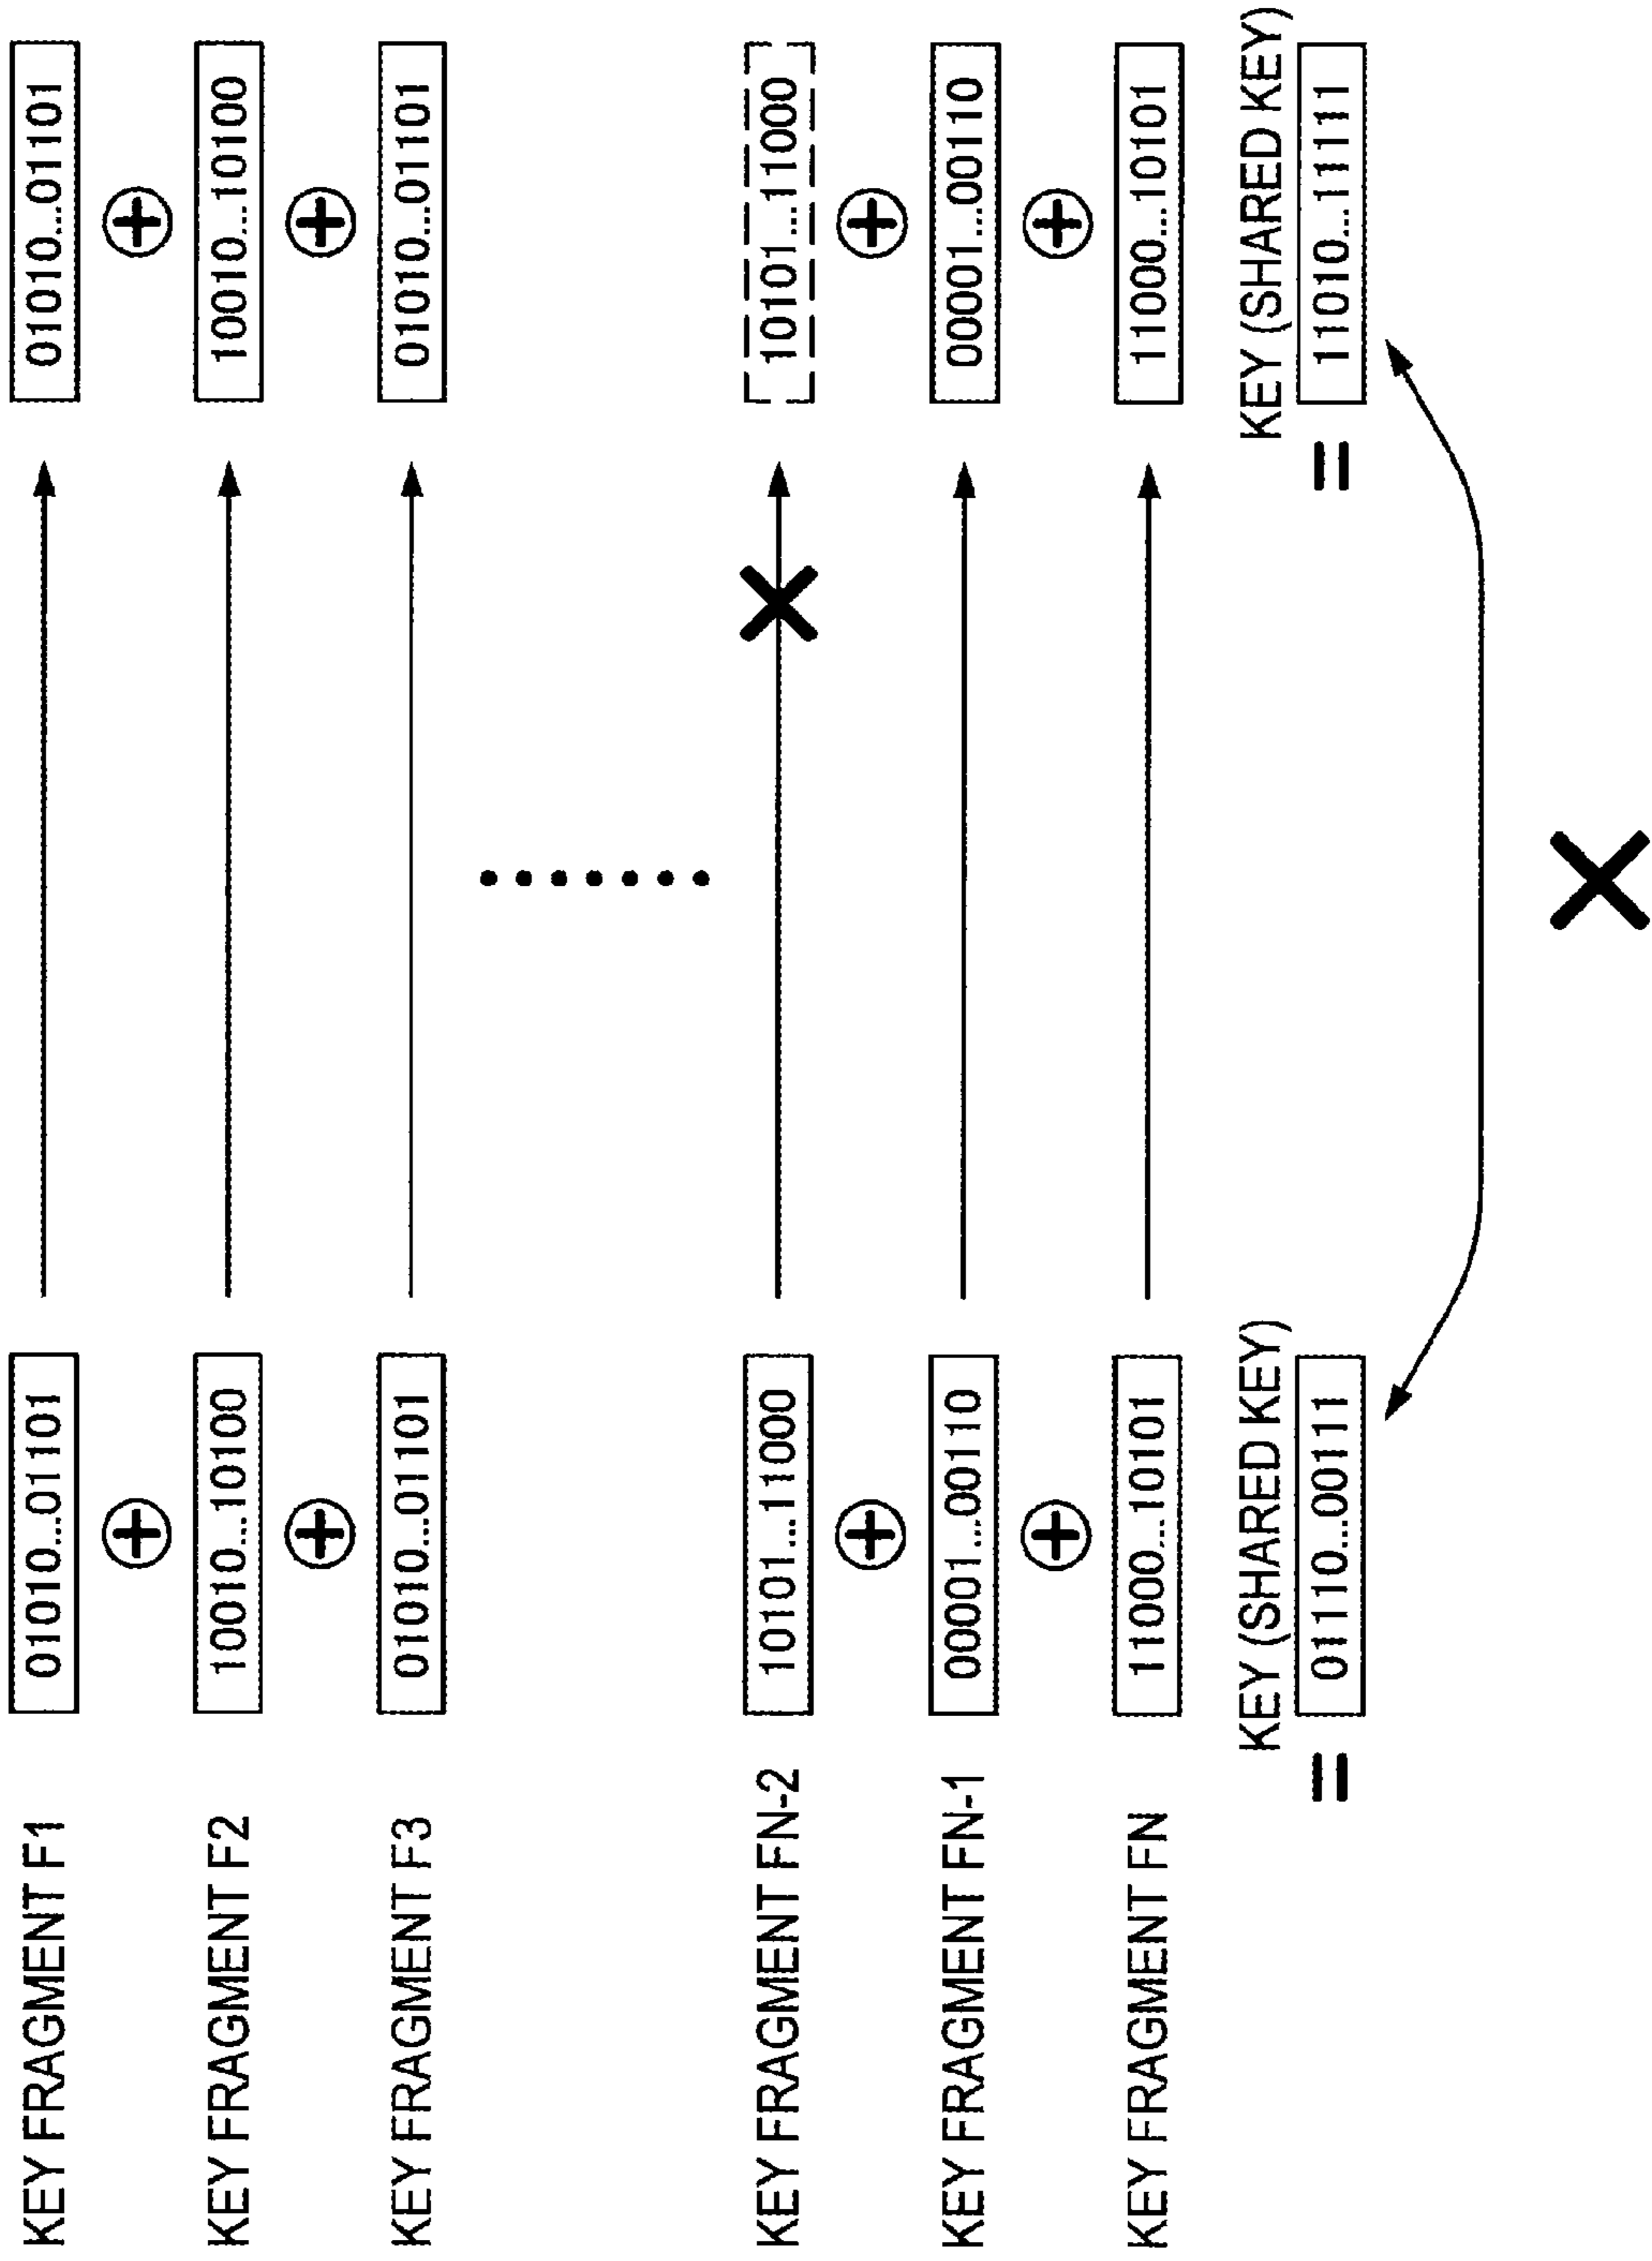 KEY FRAGMENT F1 01010...01101 01010...01101
KEY FRAGMENT F2 10010...10100 10010...10100
KEY FRAGMENT F3 01010...01101 01010...01101
KEY FRAGMENT FN-2 10101...11000 10101...11000
KEY FRAGMENT FN-1 00001...00110 00001...00110
KEY FRAGMENT FN 11000...10101 11000...10101
KEY (SHARED KEY) KEY (SHARED KEY)
= 01110...00111 = 11010...11111